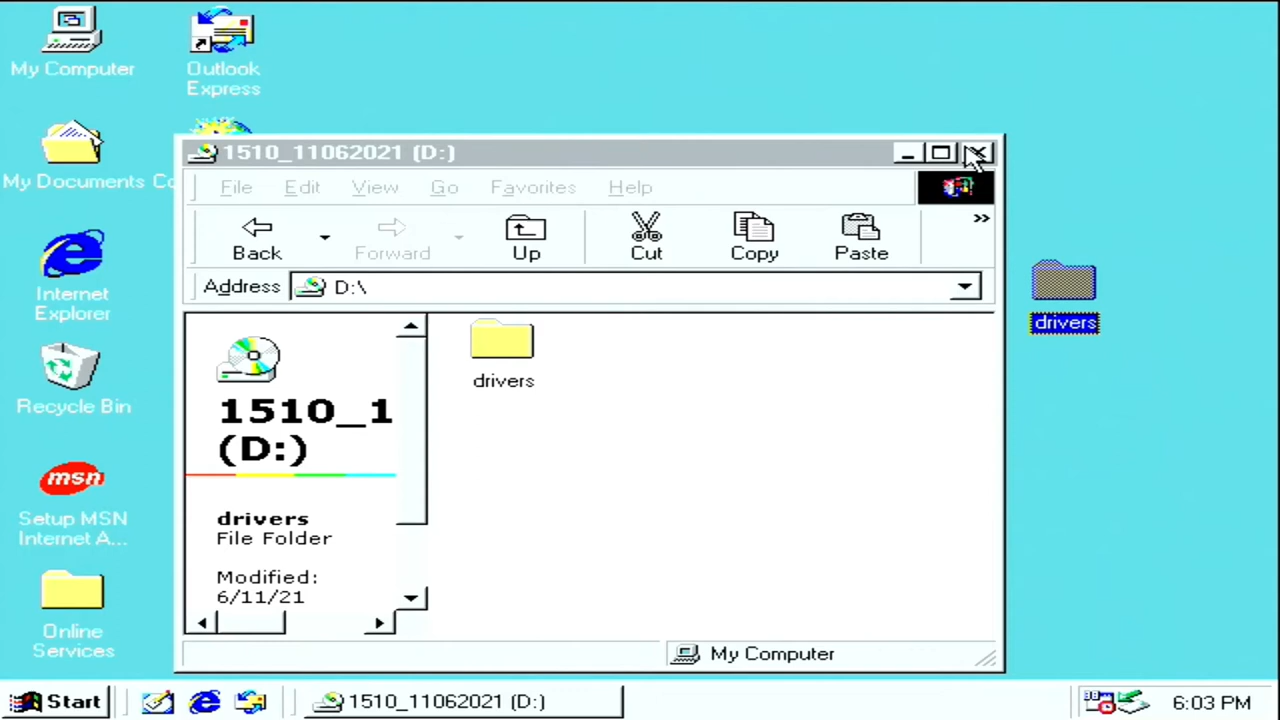 My Computer
Outlook
Express
My Documents
Co
Internet
Explorer
Recycle Bin
msn
Setup MSN
Internet A...
Online
Services
1510_11062021 (D:)
File Edit View Go Favorites Help
Back Forward Up Cut Copy Paste »
Address D:\
1510_1
(D:)
drivers
File Folder
Modified:
6/11/21
drivers
My Computer
drivers
Start
1510_11062021 (D:)
6:03 PM